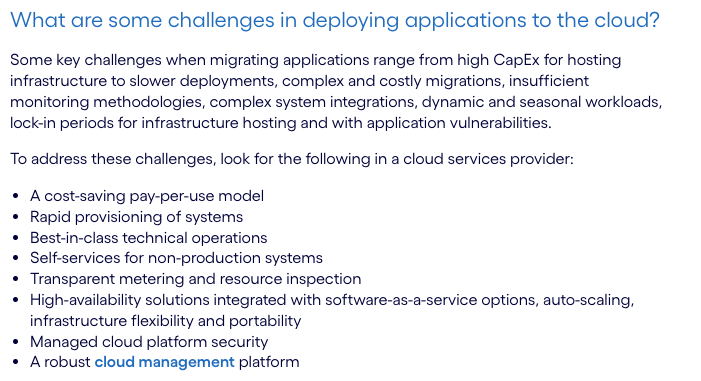 What are some challenges in deploying applications to the cloud?
Some key challenges when migrating applications range from high CapEx for hosting
infrastructure to slower deployments, complex and costly migrations, insufficient
monitoring methodologies, complex system integrations, dynamic and seasonal workloads,
lock-in periods for infrastructure hosting and with application vulnerabilities.
To address these challenges, look for the following in a cloud services provider:
• A cost-saving pay-per-use model
• Rapid provisioning of systems
• Best-in-class technical operations
• Self-services for non-production systems
• Transparent metering and resource inspection
• High-availability solutions integrated with software-as-a-service options, auto-scaling,
infrastructure flexibility and portability
• Managed cloud platform security
• A robust cloud management platform